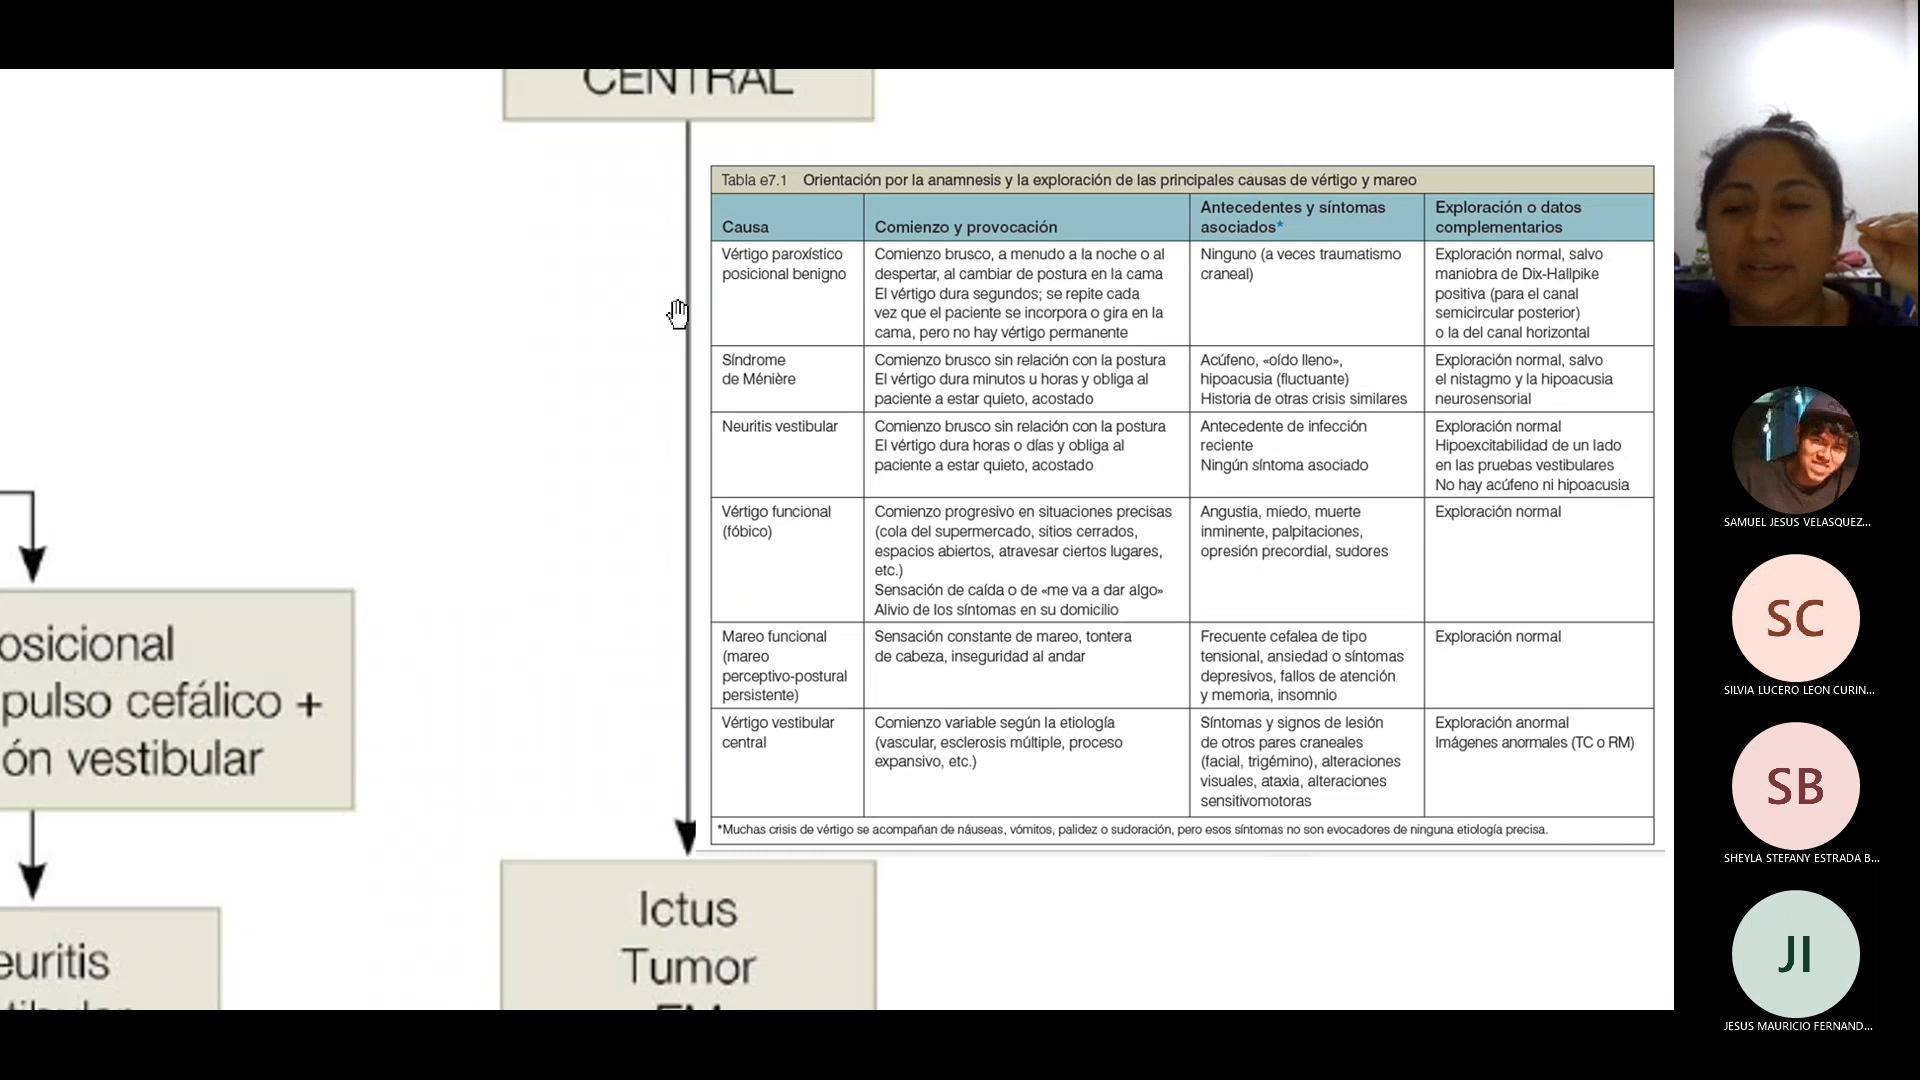 CENTRAL
Tabla e7.1 Orientación por la anamnesis y la exploración de las principales causas de vértigo y mareo
Causa
Comienzo y provocación
Antecedentes y síntomas
asociados*
Exploración o datos
complementarios
Vértigo paroxístico
posicional benigno
Comienzo brusco, a menudo a la noche o al
despertar, al cambiar de postura en la cama
El vértigo dura segundos; se repite cada
vez que el paciente se incorpora o gira en la
cama, pero no hay vértigo permanente
Ninguno (a veces traumatismo
craneal)
Exploración normal, salvo
maniobra de Dix-Hallpike
positiva (para el canal
semicircular posterior)
o la del canal horizontal
Síndrome
de Ménière
Comienzo brusco sin relación con la postura
El vértigo dura minutos u horas y obliga al
paciente a estar quieto, acostado
Acúfeno, «oído lleno»,
hipoacusia (fluctuante)
Historia de otras crisis similares
Exploración normal, salvo
el nistagmo y la hipoacusia
neurosensorial
Neuritis vestibular
Comienzo brusco sin relación con la postura
El vértigo dura horas o días y obliga al
paciente a estar quieto, acostado
Antecedente de infección
reciente
Ningún síntoma asociado
Exploración normal
Hipoexcitabilidad de un lado
en las pruebas vestibulares
No hay acúfeno ni hipoacusia
Vértigo funcional
(fóbico)
Comienzo progresivo en situaciones precisas
(cola del supermercado, sitios cerrados,
espacios abiertos, atravesar ciertos lugares,
etc.)
Sensación de caída o de «me va a dar algo»
Alivio de los síntomas en su domicilio
Angustia, miedo, muerte
inminente, palpitaciones,
opresión precordial, sudores
Exploración normal
Mareo funcional
(mareo
perceptivo-postural
persistente)
Sensación constante de mareo, tontera
de cabeza, inseguridad al andar
Frecuente cefalea de tipo
tensional, ansiedad o síntomas
depresivos, fallos de atención
y memoria, insomnio
Exploración normal
Vértigo vestibular
central
Comienzo variable según la etiología
(vascular, esclerosis múltiple, proceso
expansivo, etc.)
Síntomas y signos de lesión
de otros pares craneales
(facial, trigémino), alteraciones
visuales, ataxia, alteraciones
sensitivomotoras
Exploración anormal
Imágenes anormales (TC o RM)
*Muchas crisis de vértigo se acompañan de náuseas, vómitos, palidez o sudoración, pero esos síntomas no son evocadores de ninguna etiología precisa.
osicional
pulso cefálico +
ón vestibular
euritis
Ictus
Tumor
SAMUEL JESUS VELASQUEZ...
SC
SILVIA LUCERO LEON CURIN...
SB
SHEYLA STEFANY ESTRADA B...
JI
JESUS MAURICIO FERNAND...